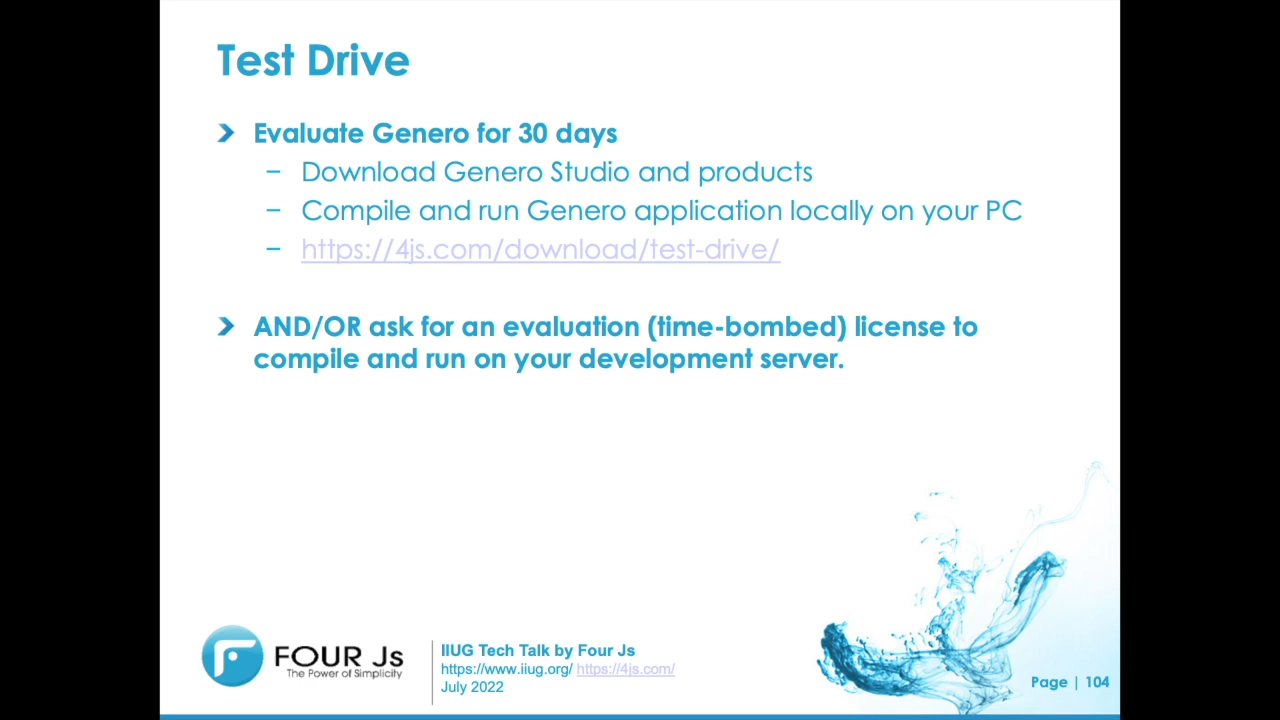 Test Drive
Evaluate Genero for 30 days
– Download Genero Studio and products
– Compile and run Genero application locally on your PC
– https://4js.com/download/test-drive/
AND/OR ask for an evaluation (time-bombed) license to
compile and run on your development server.
FOUR Js
The Power of Simplicity
IIUG Tech Talk by Four Js
https://www.iiug.org/ https://4js.com/
July 2022
Page | 104